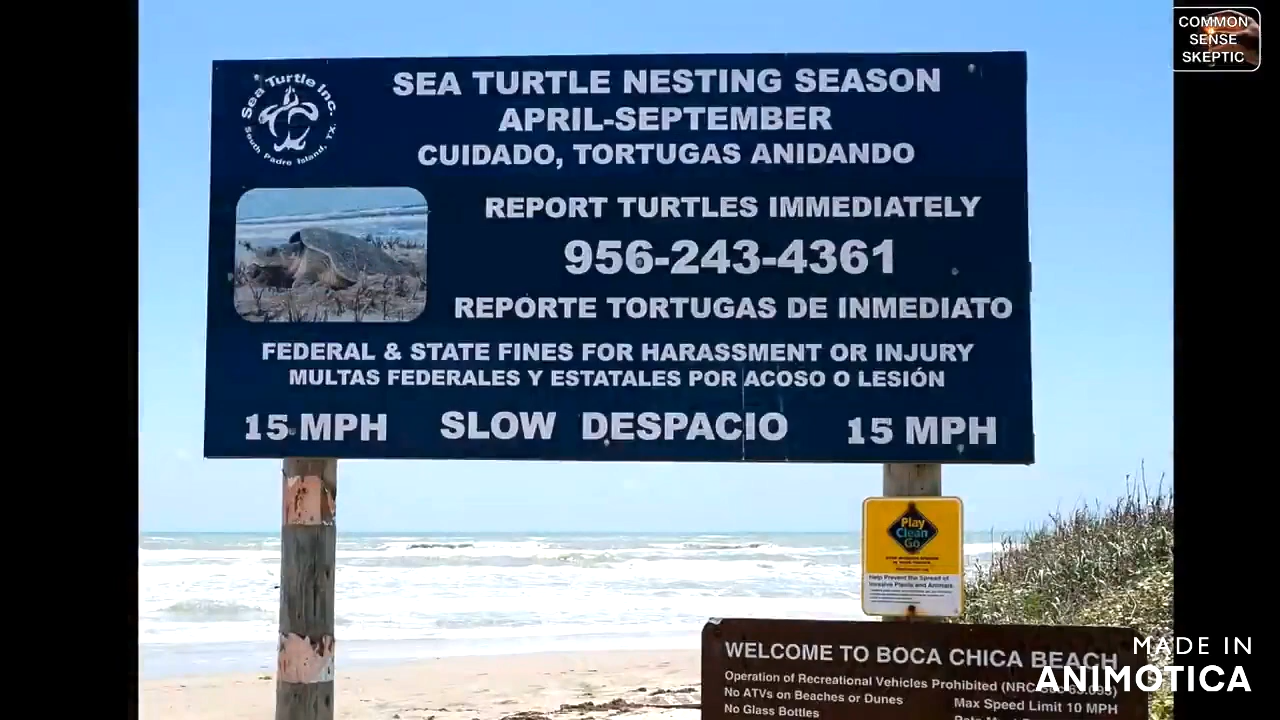 COMMON
SENSE
SKEPTIC
Sea Turtle Inc.
South Padre Island, TX.
SEA TURTLE NESTING SEASON
APRIL-SEPTEMBER
CUIDADO, TORTUGAS ANIDANDO
REPORT TURTLES IMMEDIATELY
956-243-4361
REPORTE TORTUGAS DE INMEDIATO
FEDERAL & STATE FINES FOR HARASSMENT OR INJURY
MULTAS FEDERALES Y ESTATALES POR ACOSO O LESIÓN
15 MPH SLOW DESPACIO 15 MPH
Play
Clean
Go
Help Prevent the Spread of
Invasive Plants and Animals
WELCOME TO BOCA CHICA BEACH
Operation of Recreational Vehicles Prohibited (NRC
No ATVs on Beaches or Dunes
Max Speed Limit 10 MPH
No Glass Bottles
MADE IN
ANIMOTICA